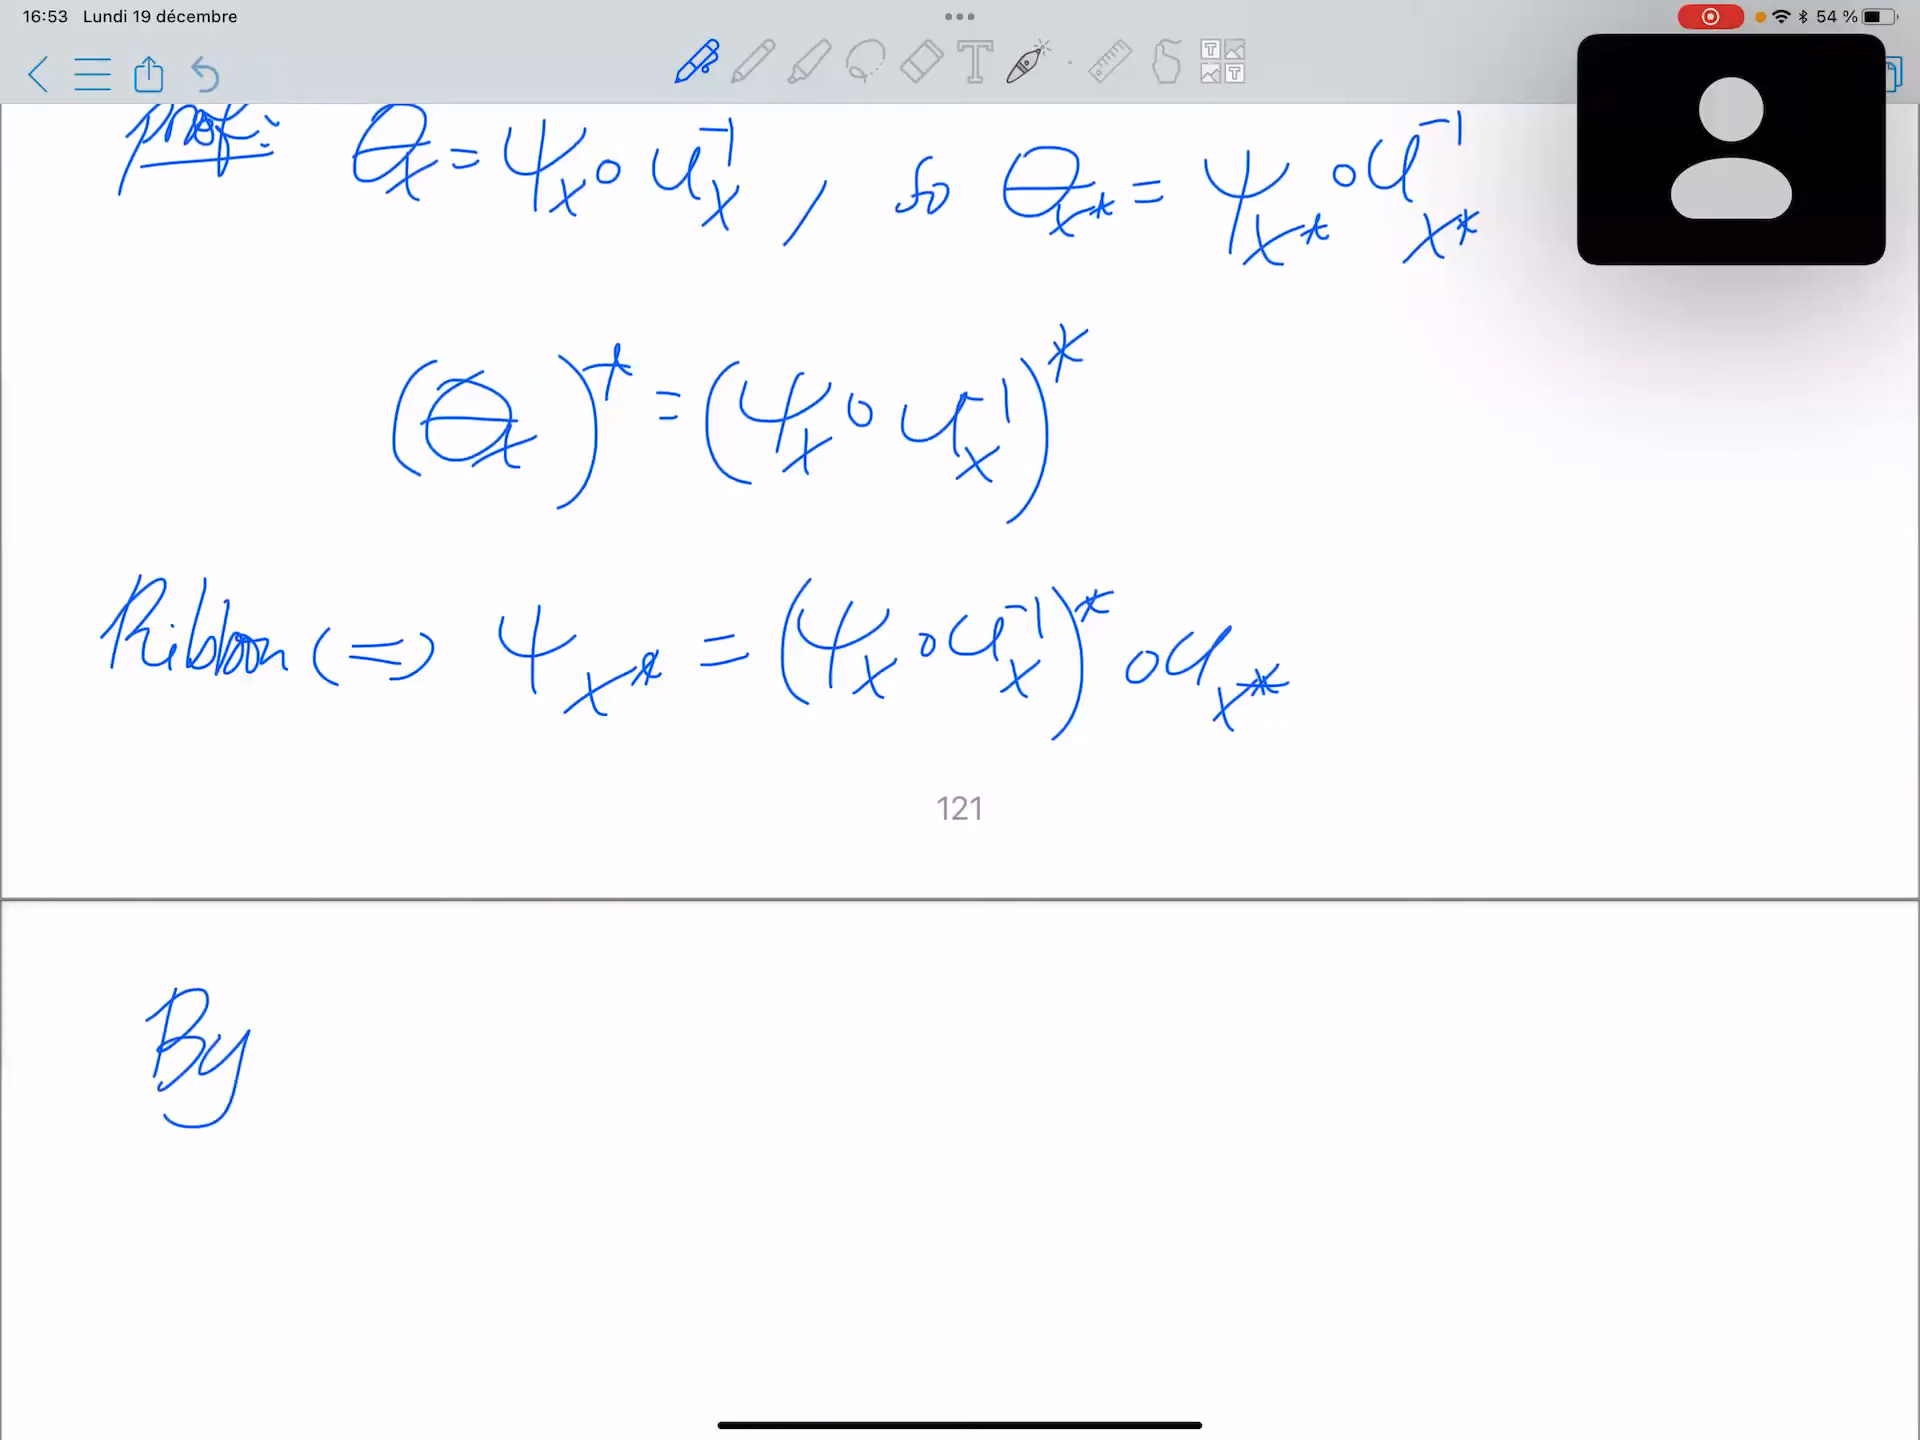 16:53 Lundi 19 décembre 54 %
proof: θ_X = ψ_X ∘ u_X^{-1}, so θ_{X*} = ψ_{X*} ∘ u_{X*}^{-1}
(θ_X)^* = (ψ_X ∘ u_X^{-1})^*
Ribbon (=) ψ_{X*} = (ψ_X ∘ u_X^{-1})^* ∘ u_{X*}
121
By